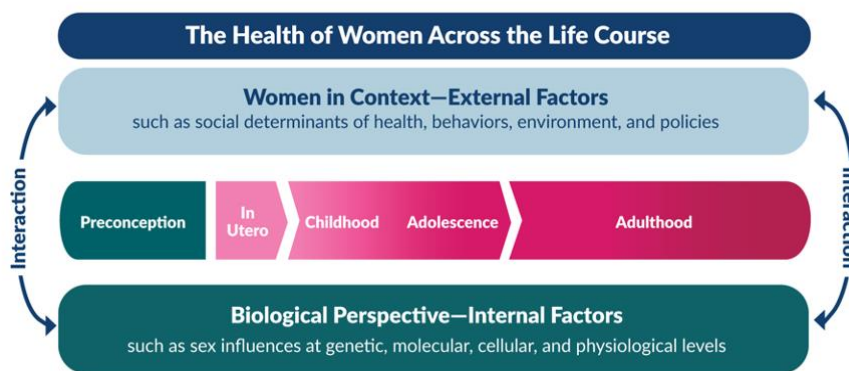 The Health of Women Across the Life Course
Women in Context—External Factors
such as social determinants of health, behaviors, environment, and policies
Interaction
Preconception
In
Utero
Childhood
Adolescence
Adulthood
Interaction
Biological Perspective—Internal Factors
such as sex influences at genetic, molecular, cellular, and physiological levels